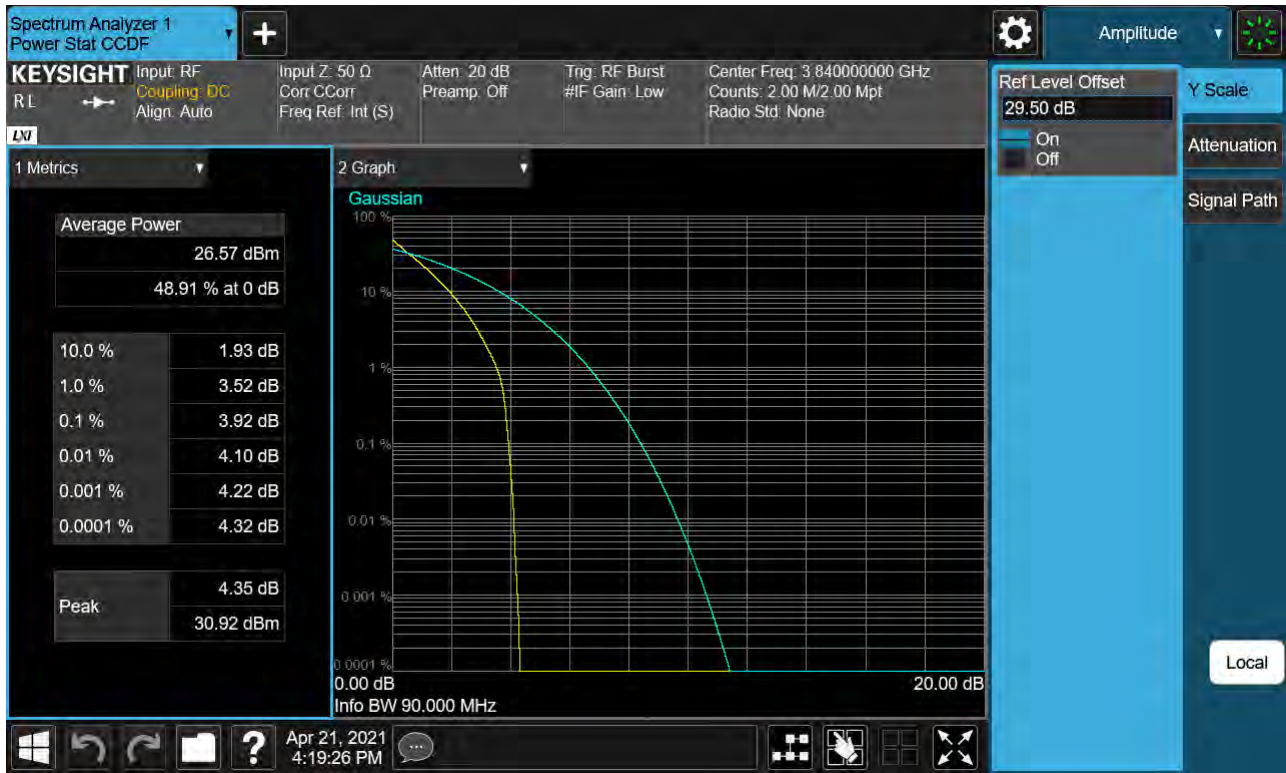 Spectrum Analyzer 1
Power Stat CCDF
+
Amplitude
KEYSIGHT Input: RF Input Z: 50 Ω Atten: 20 dB Trig: RF Burst Center Freq: 3.840000000 GHz
RL Coupling: DC Corr CCorr Preamp: Off #IF Gain: Low Counts: 2.00 M/2.00 Mpt
Align: Auto Freq Ref: Int (S) Radio Std: None
LXI
Ref Level Offset
29.50 dB
On
Off
Y Scale
Attenuation
Signal Path
Local
1 Metrics
Average Power
26.57 dBm
48.91 % at 0 dB
10.0 % 1.93 dB
1.0 % 3.52 dB
0.1 % 3.92 dB
0.01 % 4.10 dB
0.001 % 4.22 dB
0.0001 % 4.32 dB
Peak 4.35 dB
30.92 dBm
2 Graph
Gaussian
100 %
10 %
1 %
0.1 %
0.01 %
0.001 %
0.0001 %
0.00 dB 20.00 dB
Info BW 90.000 MHz
?
Apr 21, 2021
4:19:26 PM